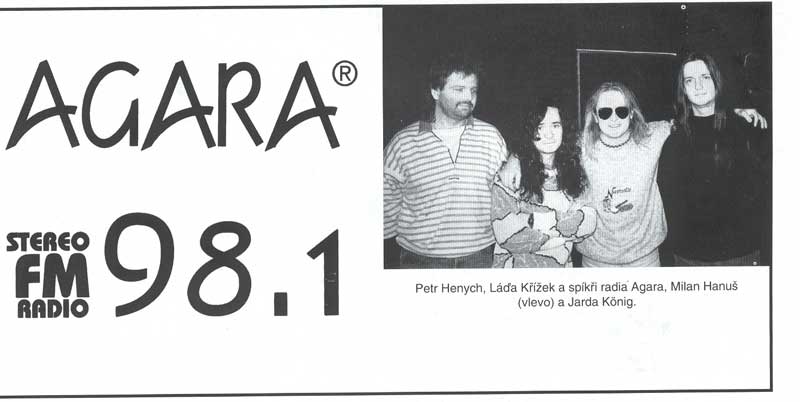 AGARA®
STEREO
FM
RADIO
98.1
Petr Henych, Láďa Křížek a spíkři radia Agara, Milan Hanuš
(vlevo) a Jarda König.